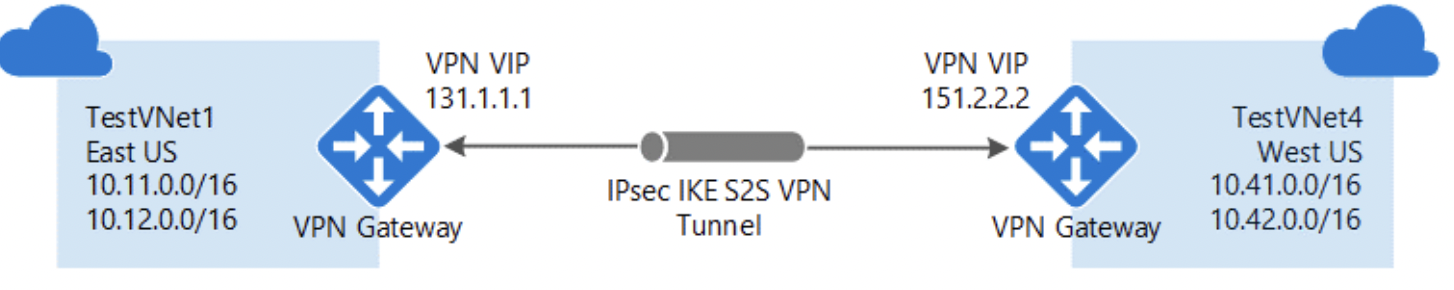 TestVNet1
East US
10.11.0.0/16
10.12.0.0/16
VPN VIP
131.1.1.1
VPN Gateway
IPsec IKE S2S VPN
Tunnel
VPN VIP
151.2.2.2
VPN Gateway
TestVNet4
West US
10.41.0.0/16
10.42.0.0/16